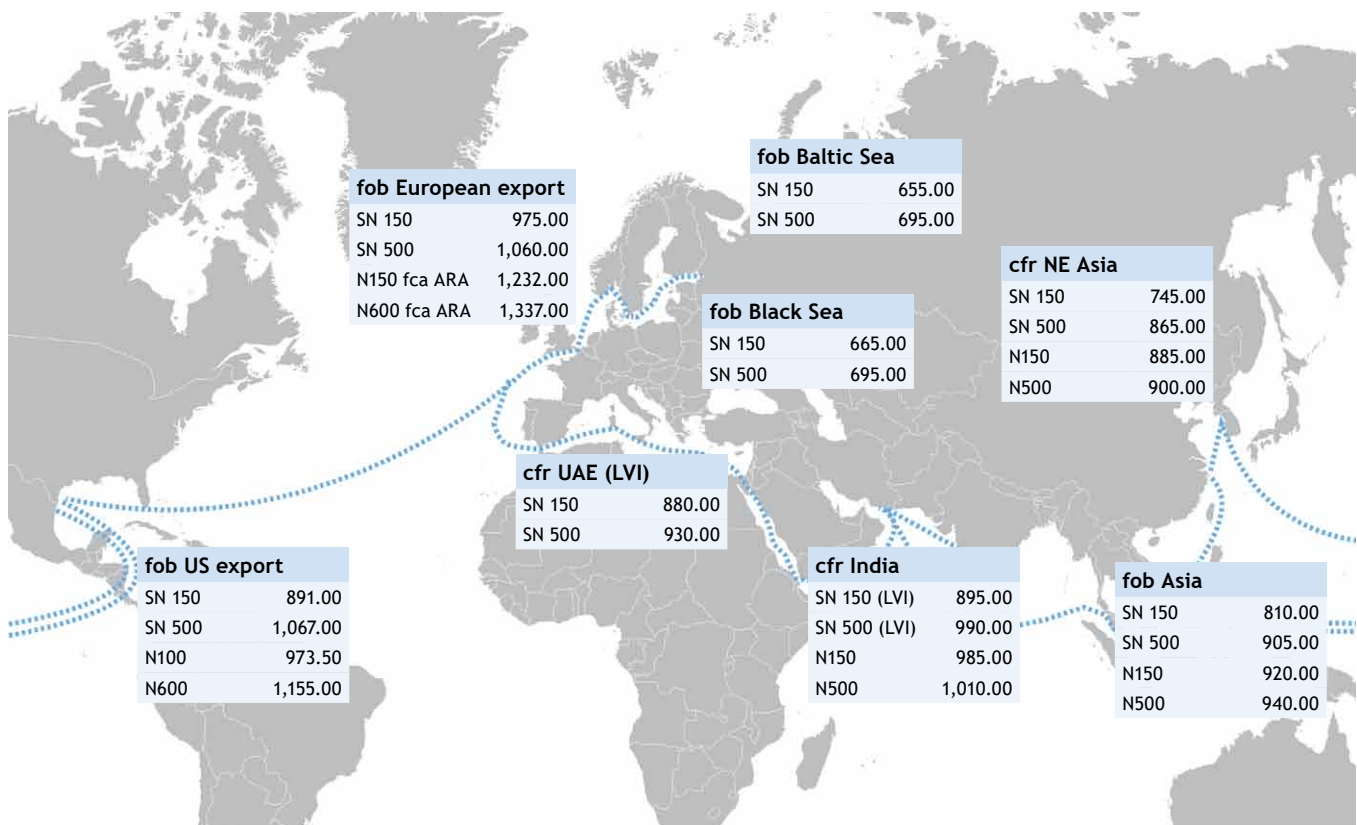 fob Baltic Sea
SN 150 655.00
SN 500 695.00
fob European export
SN 150 975.00
SN 500 1,060.00
N150 fca ARA 1,232.00
N600 fca ARA 1,337.00
cfr NE Asia
SN 150 745.00
SN 500 865.00
N150 885.00
N500 900.00
fob Black Sea
SN 150 665.00
SN 500 695.00
cfr UAE (LVI)
SN 150 880.00
SN 500 930.00
fob US export
SN 150 891.00
SN 500 1,067.00
N100 973.50
N600 1,155.00
cfr India
SN 150 (LVI) 895.00
SN 500 (LVI) 990.00
N150 985.00
N500 1,010.00
fob Asia
SN 150 810.00
SN 500 905.00
N150 920.00
N500 940.00